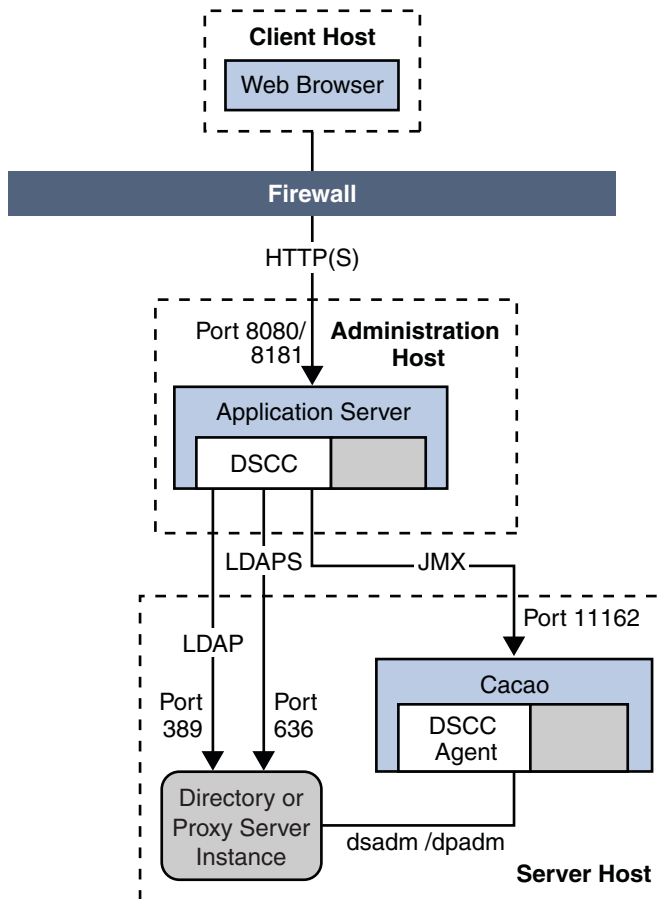 Client Host
Web Browser
Firewall
HTTP(S)
Port 8080/
8181
Administration
Host
Application Server
DSCC
LDAPS
JMX
LDAP
Port 11162
Port
389
Port
636
Cacao
DSCC
Agent
Directory or
Proxy Server
Instance
dsadm /dpadm
Server Host